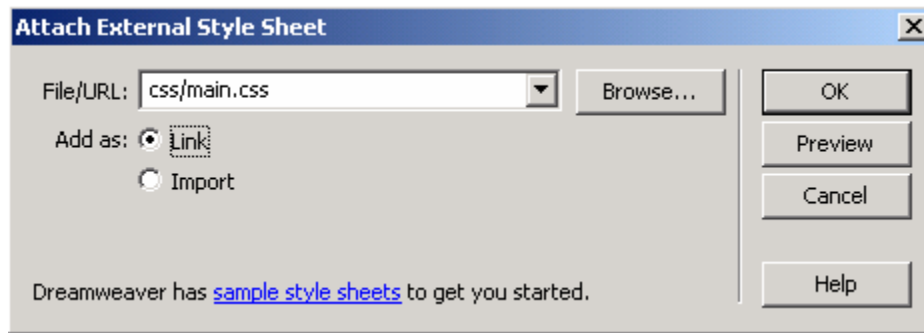 Attach External Style Sheet
File/URL: css/main.css Browse... OK
Add as: Link Preview
Import Cancel
Dreamweaver has sample style sheets to get you started. Help